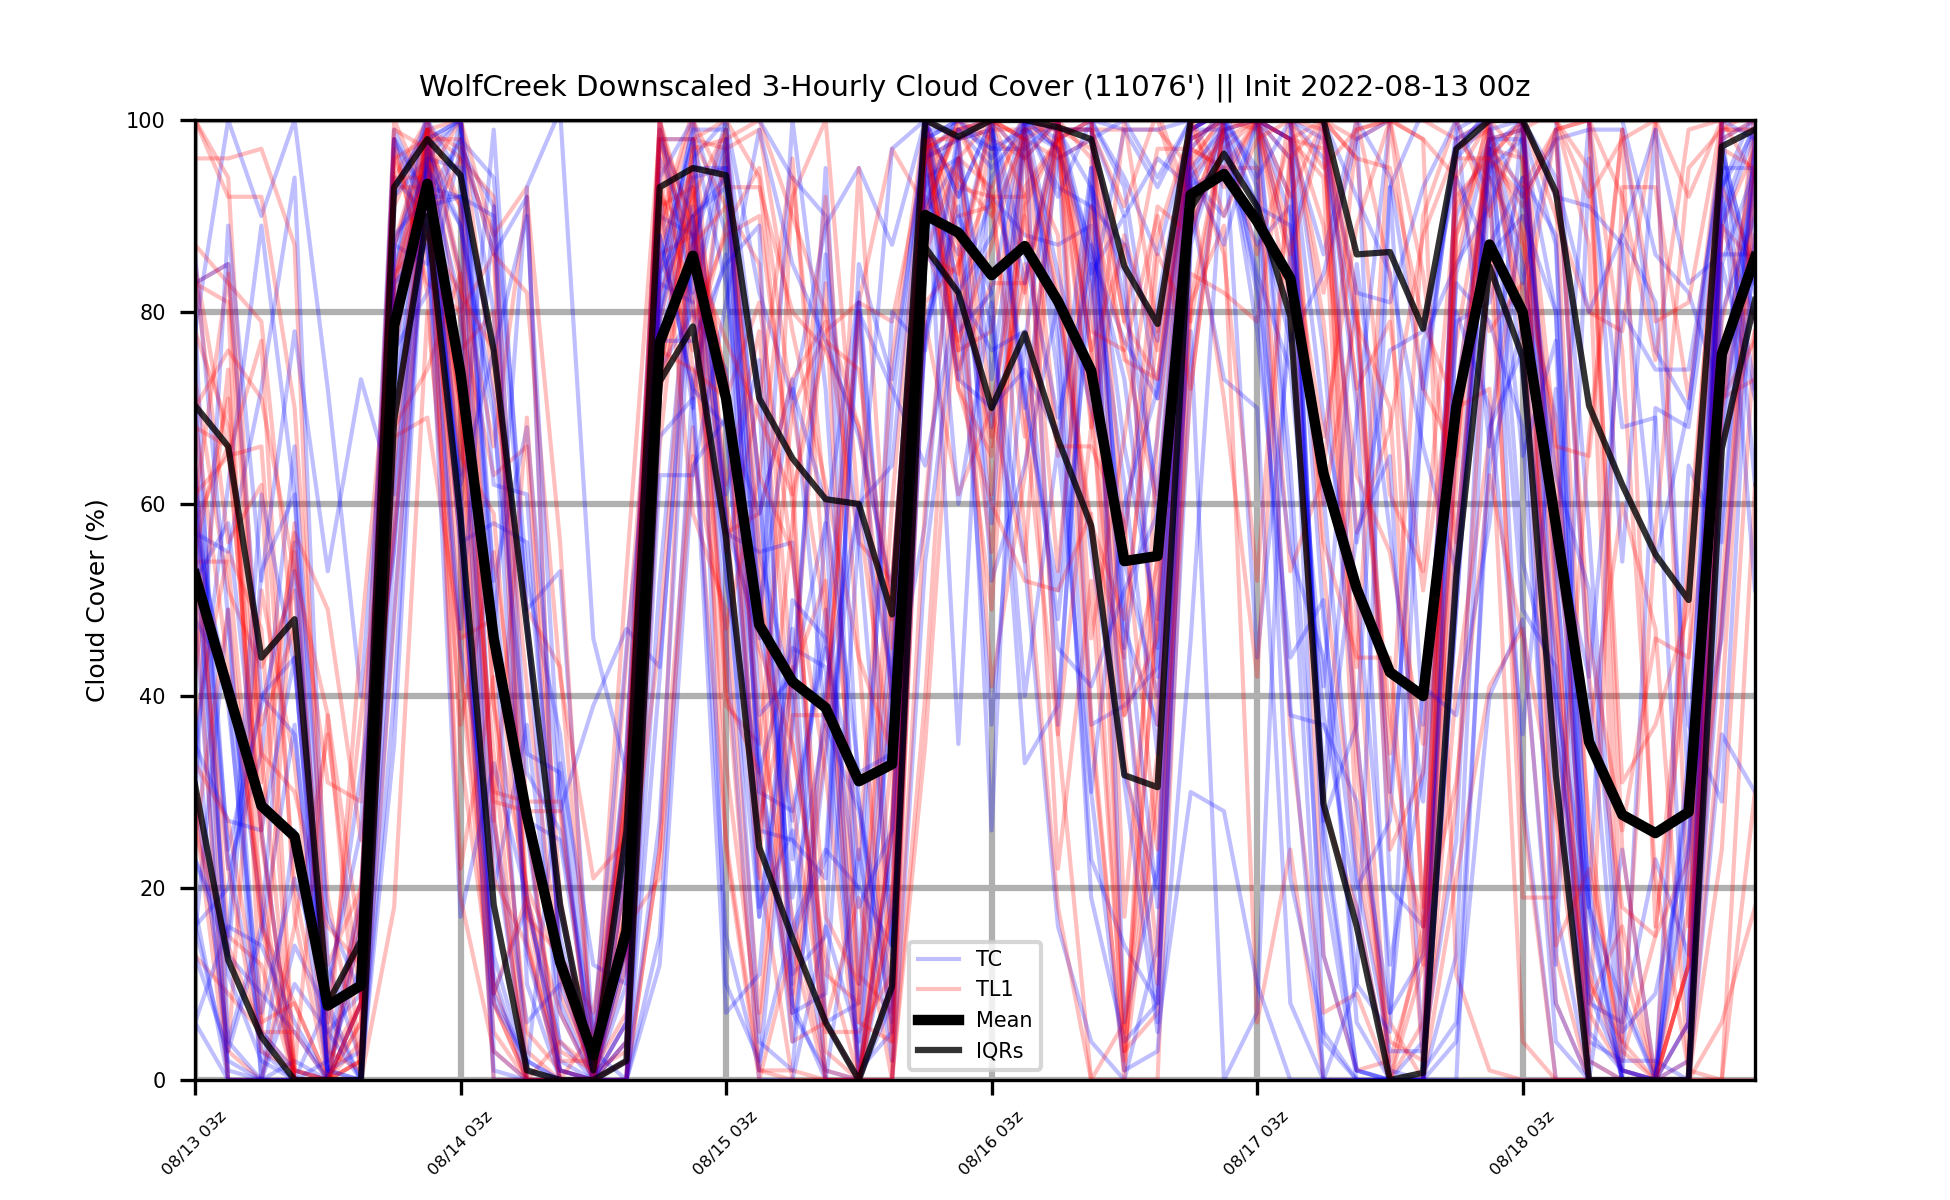 WolfCreek Downscaled 3-Hourly Cloud Cover (11076') || Init 2022-08-13 00z
Cloud Cover (%)
100
80
60
40
20
0
TC
TL1
Mean
IQRs
08/13 03z
08/14 03z
08/15 03z
08/16 03z
08/17 03z
08/18 03z